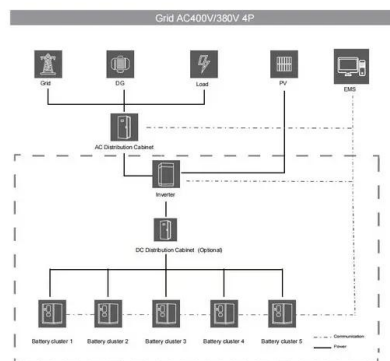 Grid AC400V/380V 4P
Grid DG Load PV EMS
AC Distribution Cabinet
Inverter
DC Distribution Cabinet (Optional)
Battery cluster 1 Battery cluster 2 Battery cluster 3 Battery cluster 4 Battery cluster 5
Communication
Power